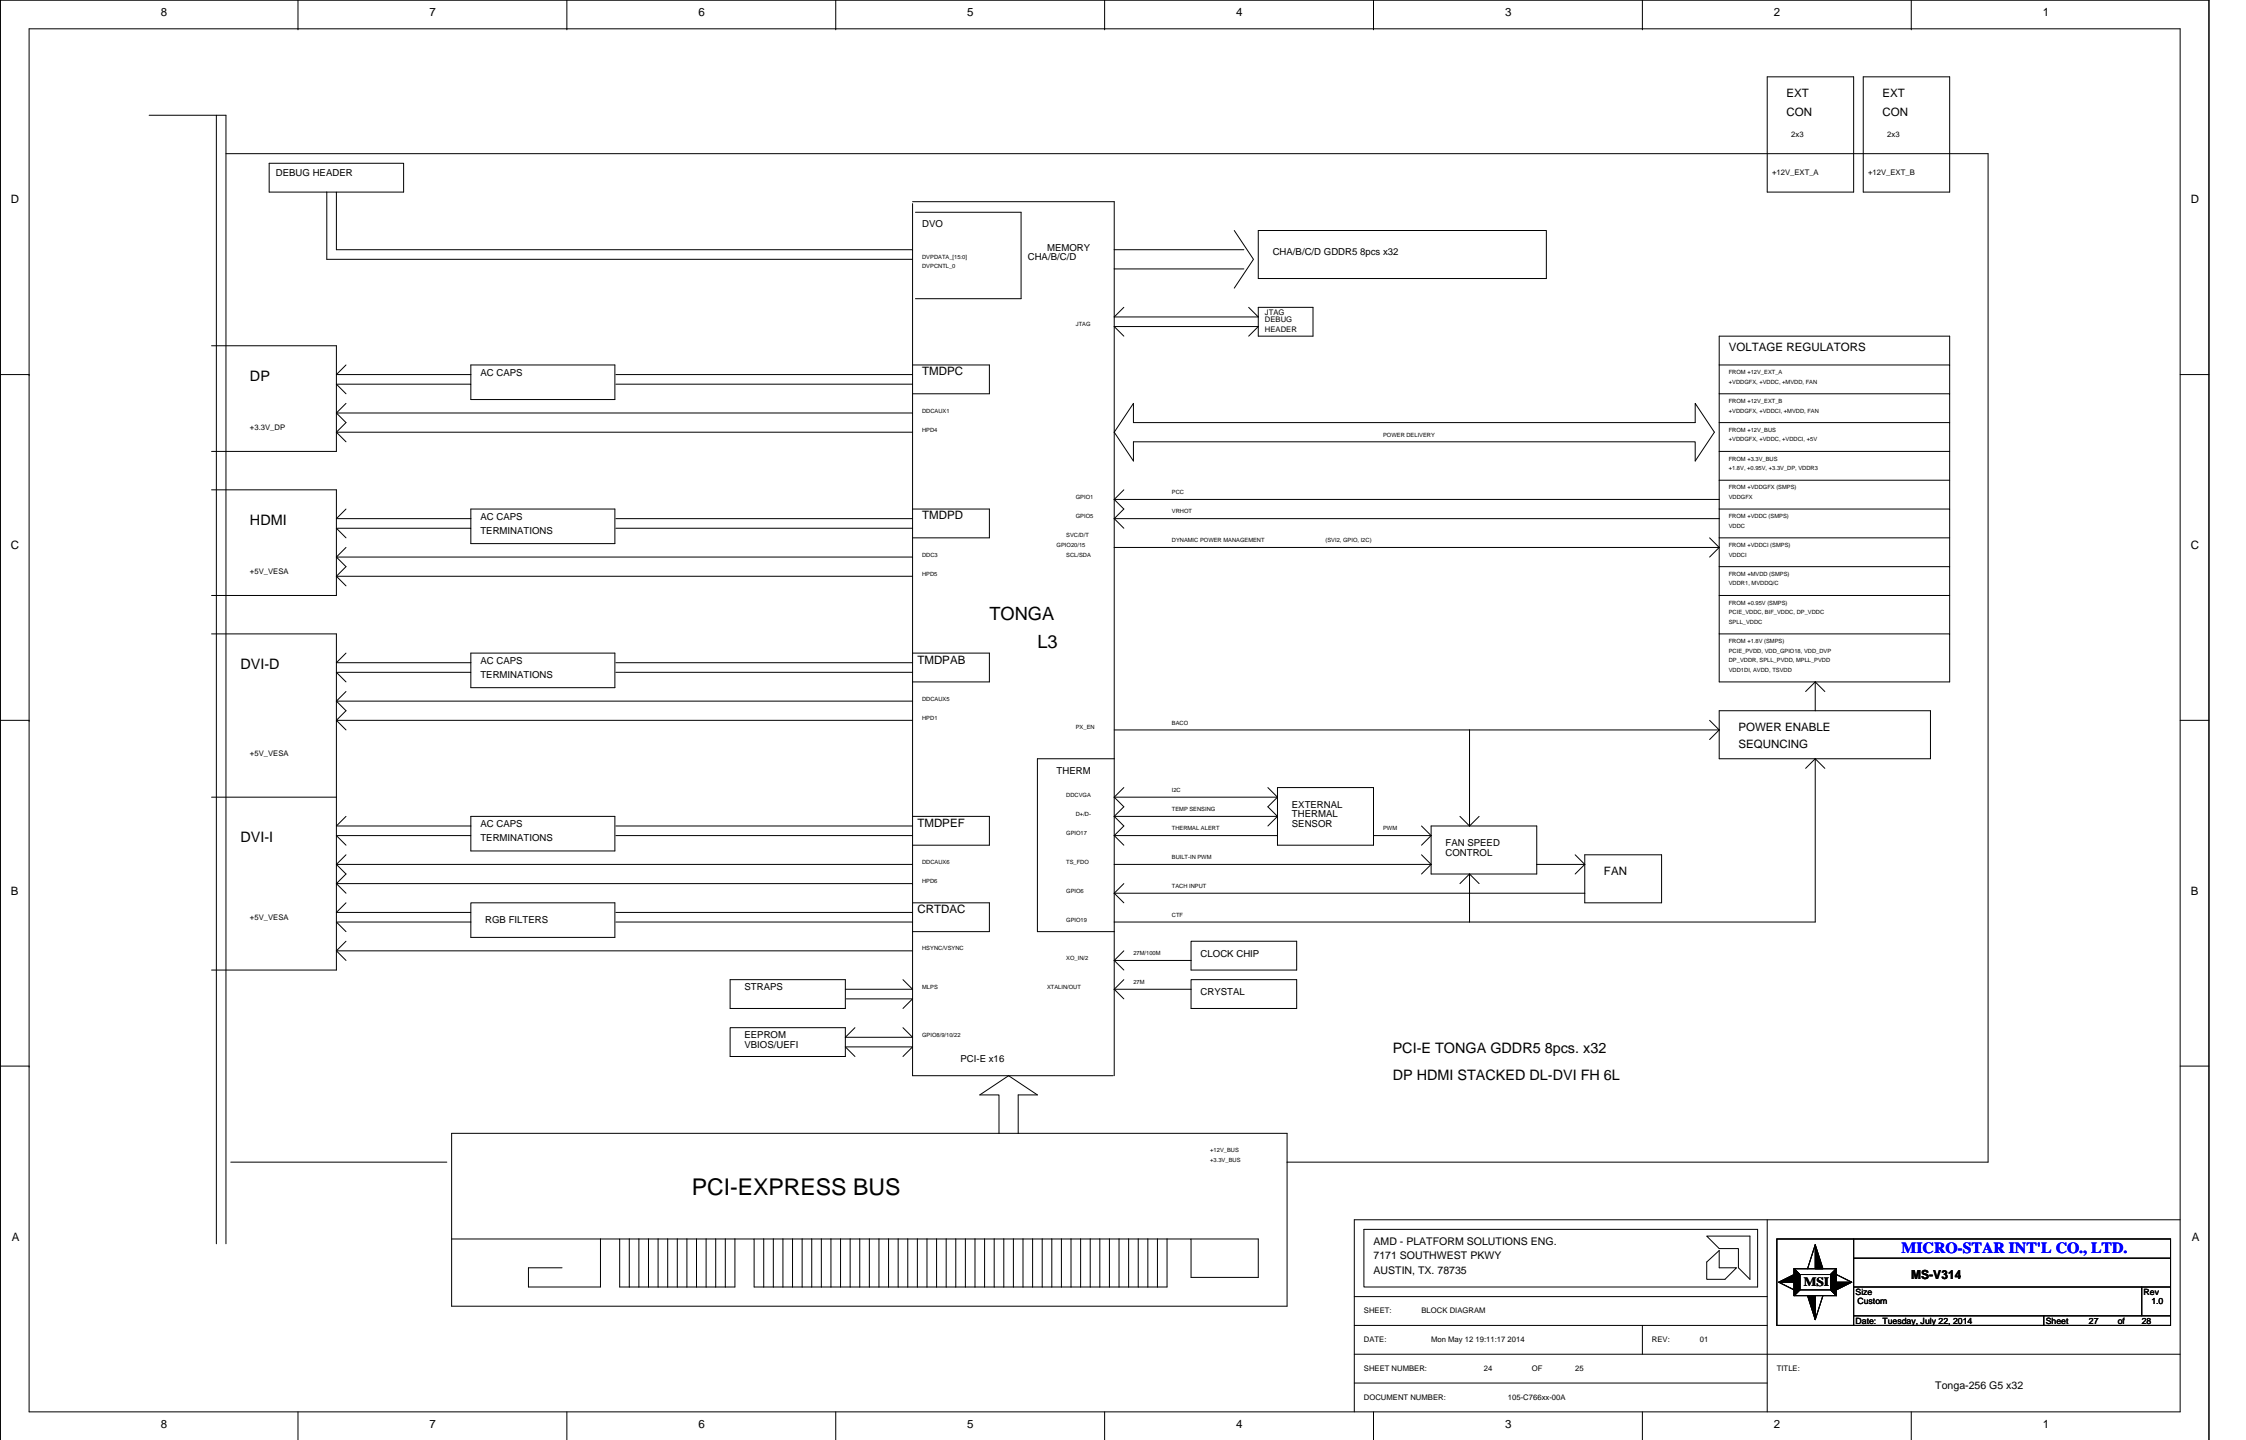 8 7 6 5 4 3 2 1
EXT
CON
2x3
+12V_EXT_A
EXT
CON
2x3
+12V_EXT_B
D
D
DEBUG HEADER
DVO
DVPDATA_[15:0]
DVPCNTL_0
MEMORY
CHA/B/C/D
CHA/B/C/D GDDR5 8pcs x32
JTAG
JTAG
DEBUG
HEADER
DP
+3.3V_DP
AC CAPS
TMDPC
DDCAUX1
HPD4
POWER DELIVERY
VOLTAGE REGULATORS
FROM +12V_EXT_A
+VDDGFX, +VDDC, +MVDD, FAN
FROM +12V_EXT_B
+VDDGFX, +VDDCI, +MVDD, FAN
FROM +12V_BUS
+VDDGFX, +VDDC, +VDDCI, +5V
FROM +3.3V_BUS
+1.8V, +0.95V, +3.3V_DP, VDDR3
FROM +VDDGFX (SMPS)
VDDGFX
FROM +VDDC (SMPS)
VDDC
FROM +VDDCI (SMPS)
VDDCI
FROM +MVDD (SMPS)
VDDR1, MVDDQ/C
FROM +0.95V (SMPS)
PCIE_VDDC, BIF_VDDC, DP_VDDC
SPLL_VDDC
FROM +1.8V (SMPS)
PCIE_PVDD, VDD_GPIO18, VDD_DVP
DP_VDDR, SPLL_PVDD, MPLL_PVDD
VDD1DI, AVDD, TSVDD
C
C
HDMI
+5V_VESA
AC CAPS
TERMINATIONS
TMDPD
DDC3
HPD5
GPIO1
PCC
GPIO5
VRHOT
SVC/D/T
GPIO20/15
SCL/SDA
DYNAMIC POWER MANAGEMENT (SVI2, GPIO, I2C)
TONGA
L3
DVI-D
+5V_VESA
AC CAPS
TERMINATIONS
TMDPAB
DDCAUX5
HPD1
PX_EN
BACO
POWER ENABLE
SEQUNCING
THERM
DDCVGA
I2C
D+/D-
TEMP SENSING
GPIO17
THERMAL ALERT
EXTERNAL
THERMAL
SENSOR
PWM
TS_FDO
BUILT-IN PWM
FAN SPEED
CONTROL
FAN
GPIO6
TACH INPUT
GPIO19
CTF
B
B
DVI-I
+5V_VESA
AC CAPS
TERMINATIONS
TMDPEF
DDCAUX6
HPD6
RGB FILTERS
CRTDAC
HSYNC/VSYNC
XO_IN/2
27M/100M
CLOCK CHIP
XTALIN/OUT
27M
CRYSTAL
STRAPS
MLPS
EEPROM
VBIOS/UEFI
GPIO8/9/10/22
PCI-E x16
PCI-E TONGA GDDR5 8pcs. x32
DP HDMI STACKED DL-DVI FH 6L
+12V_BUS
+3.3V_BUS
PCI-EXPRESS BUS
A
A
AMD - PLATFORM SOLUTIONS ENG.
7171 SOUTHWEST PKWY
AUSTIN, TX. 78735
SHEET: BLOCK DIAGRAM
DATE: Mon May 12 19:11:17 2014
REV: 01
SHEET NUMBER: 24 OF 25
DOCUMENT NUMBER: 105-C766xx-00A
MSI
MICRO-STAR INT'L CO., LTD.
MS-V314
Size
Custom
Rev
1.0
Date: Tuesday, July 22, 2014
Sheet 27 of 28
TITLE:
Tonga-256 G5 x32
8 7 6 5 4 3 2 1